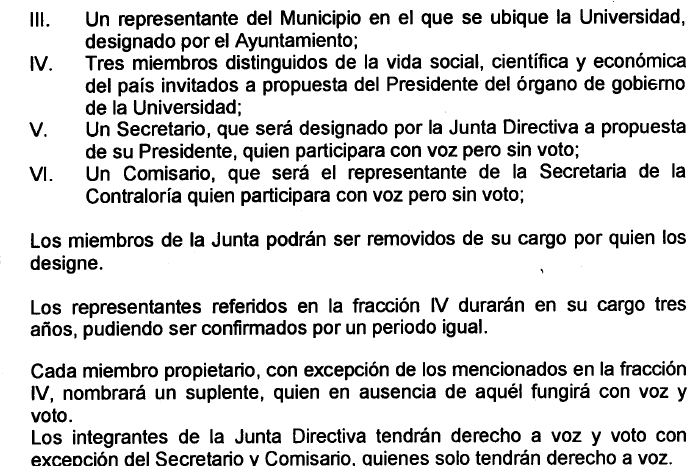 III. Un representante del Municipio en el que se ubique la Universidad,
designado por el Ayuntamiento;
IV. Tres miembros distinguidos de la vida social, científica y económica
del país invitados a propuesta del Presidente del órgano de gobierno
de la Universidad;
V. Un Secretario, que será designado por la Junta Directiva a propuesta
de su Presidente, quien participara con voz pero sin voto;
VI. Un Comisario, que será el representante de la Secretaria de la
Contraloría quien participara con voz pero sin voto;
Los miembros de la Junta podrán ser removidos de su cargo por quien los
designe.
Los representantes referidos en la fracción IV durarán en su cargo tres
años, pudiendo ser confirmados por un periodo igual.
Cada miembro propietario, con excepción de los mencionados en la fracción
IV, nombrará un suplente, quien en ausencia de aquél fungirá con voz y
voto.
Los integrantes de la Junta Directiva tendrán derecho a voz y voto con
excepción del Secretario y Comisario, quienes solo tendrán derecho a voz.